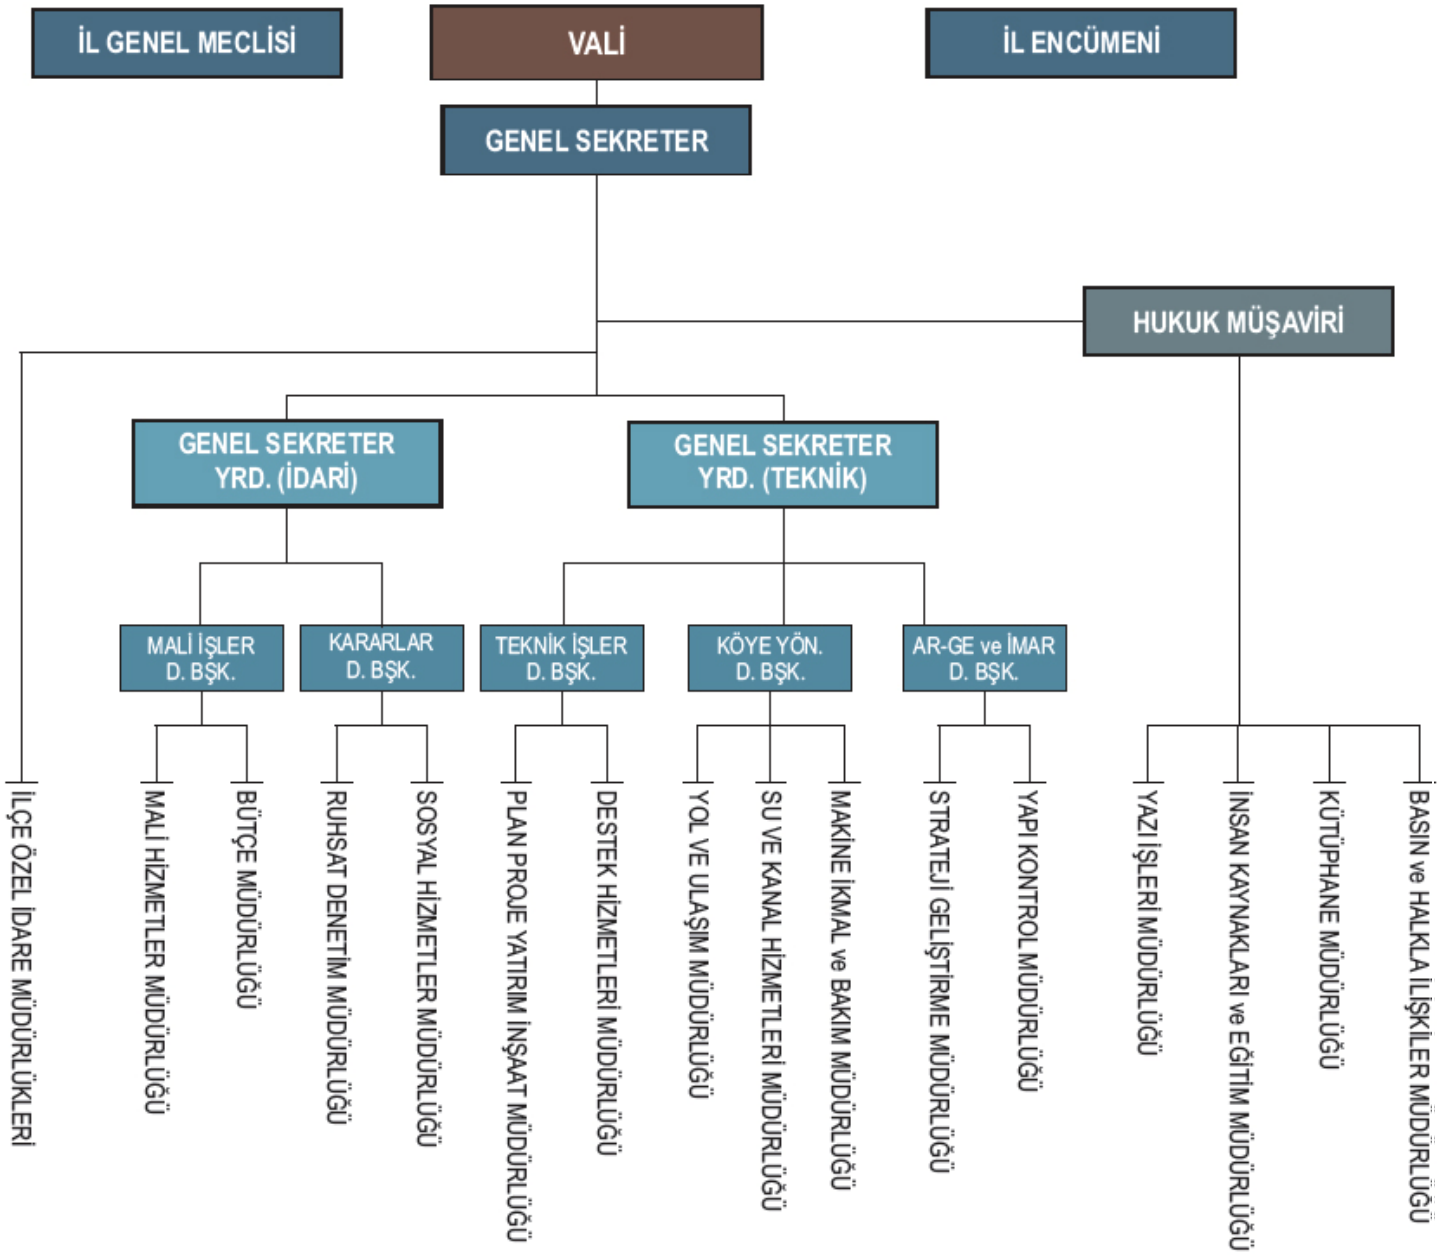 İL GENEL MECLİSİ
VALİ
İL ENCÜMENİ
GENEL SEKRETER
HUKUK MÜŞAVİRİ
GENEL SEKRETER
YRD. (İDARİ)
GENEL SEKRETER
YRD. (TEKNİK)
MALİ İŞLER
D. BŞK.
KARARLAR
D. BŞK.
TEKNİK İŞLER
D. BŞK.
KÖYE YÖN.
D. BŞK.
AR-GE ve İMAR
D. BŞK.
İLÇE ÖZEL İDARE MÜDÜRLÜKLERİ
MALİ HİZMETLER MÜDÜRLÜĞÜ
BÜTÇE MÜDÜRLÜĞÜ
RUHSAT DENETİM MÜDÜRLÜĞÜ
SOSYAL HİZMETLER MÜDÜRLÜĞÜ
PLAN PROJE YATIRIM İNŞAAT MÜDÜRLÜĞÜ
DESTEK HİZMETLERİ MÜDÜRLÜĞÜ
YOL VE ULAŞIM MÜDÜRLÜĞÜ
SU VE KANAL HİZMETLERİ MÜDÜRLÜĞÜ
MAKİNE İKMAL ve BAKIM MÜDÜRLÜĞÜ
STRATEJİ GELİŞTİRME MÜDÜRLÜĞÜ
YAPI KONTROL MÜDÜRLÜĞÜ
YAZI İŞLERİ MÜDÜRLÜĞÜ
İNSAN KAYNAKLARI ve EĞİTİM MÜDÜRLÜĞÜ
KÜTÜPHANE MÜDÜRLÜĞÜ
BASIN ve HALKLA İLİŞKİLER MÜDÜRLÜĞÜ